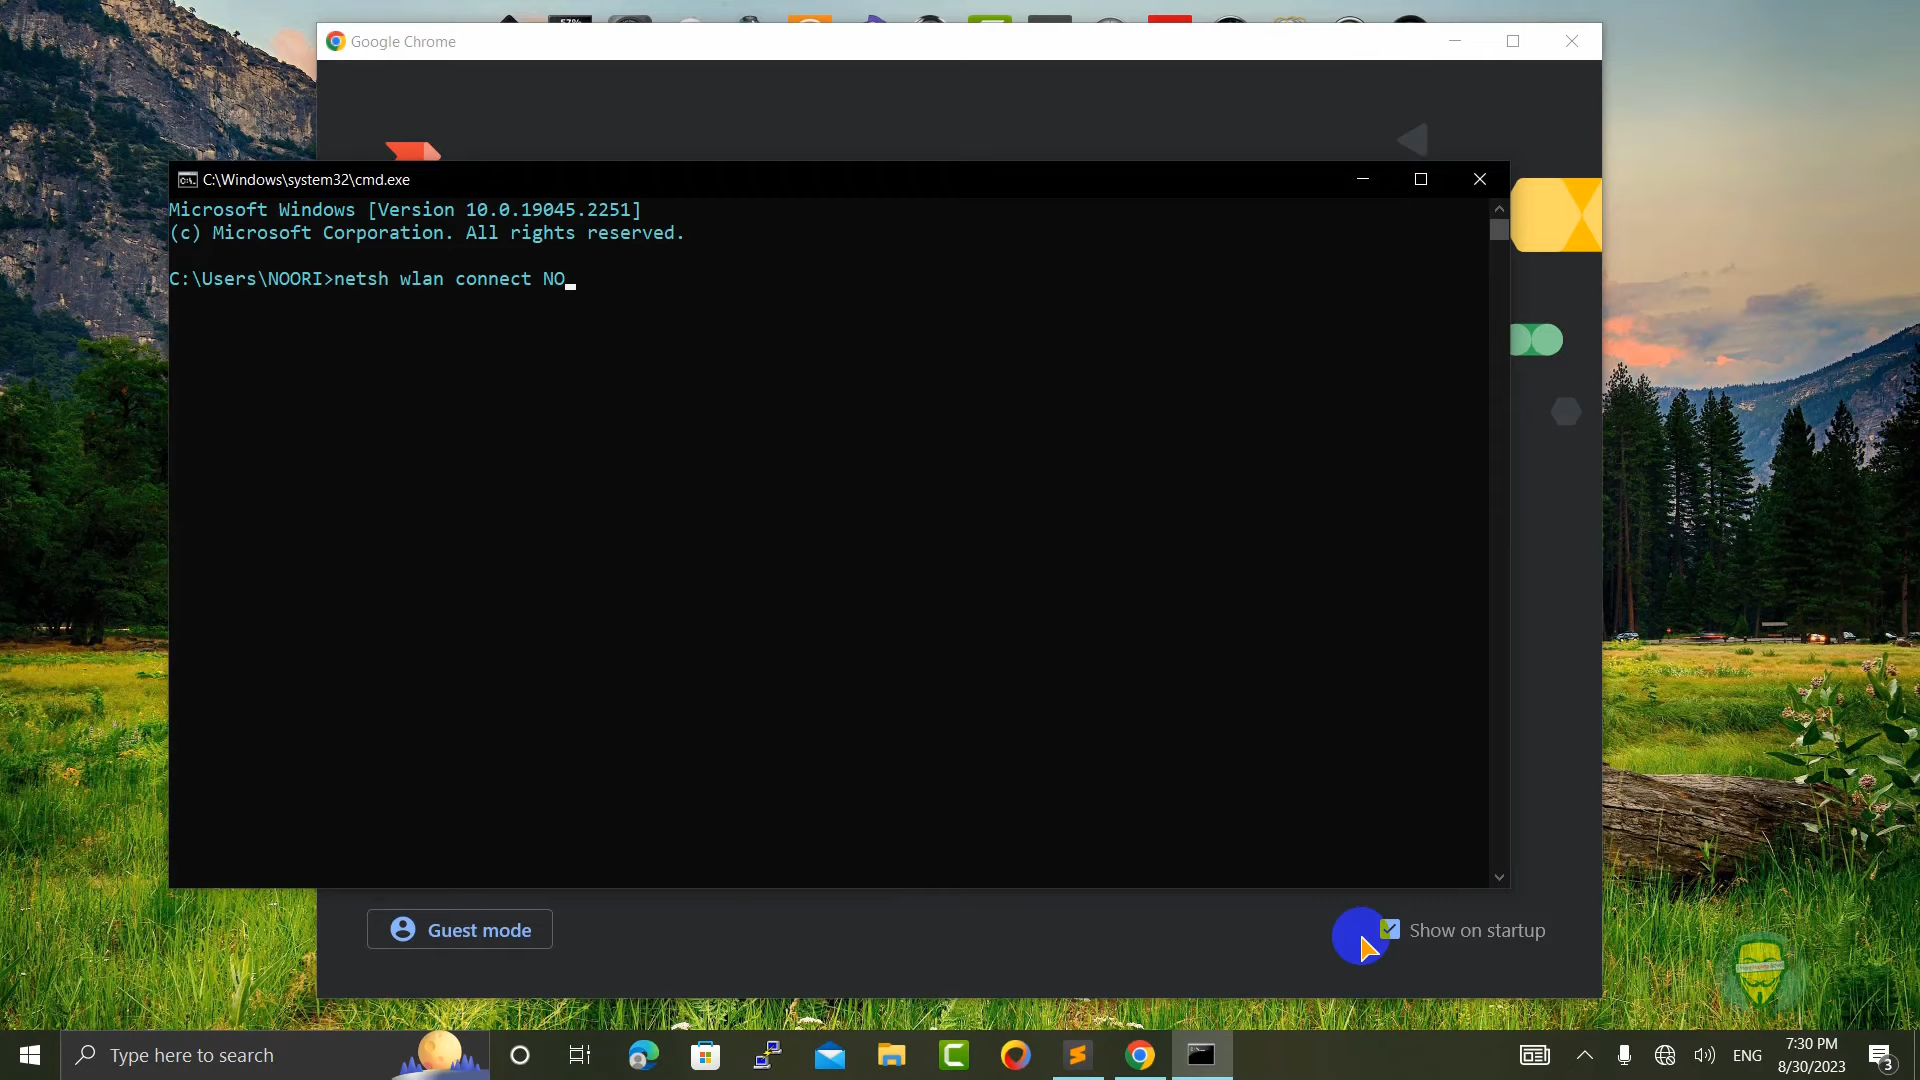 57%
Google Chrome
C:\Windows\system32\cmd.exe
Microsoft Windows [Version 10.0.19045.2251]
(c) Microsoft Corporation. All rights reserved.
C:\Users\NOORI>netsh wlan connect NO
Guest mode
Show on startup
Type here to search
ENG
7:30 PM
8/30/2023
3